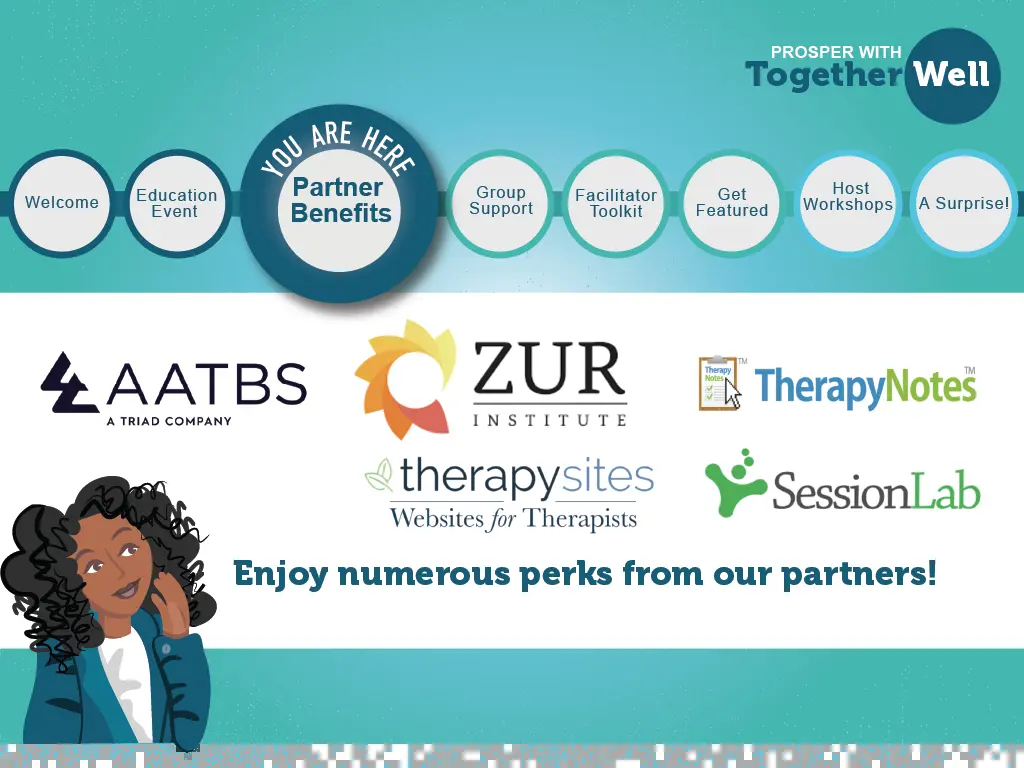 PROSPER WITH
TogetherWell
YOU ARE HERE
Welcome
Education
Event
Partner
Benefits
Group
Support
Facilitator
Toolkit
Get
Featured
Host
Workshops
A Surprise!
AATBS
A TRIAD COMPANY
ZUR
INSTITUTE
Therapy
Notes
TM
TherapyNotes
TM
therapysites
Websites for Therapists
SessionLab
Enjoy numerous perks from our partners!